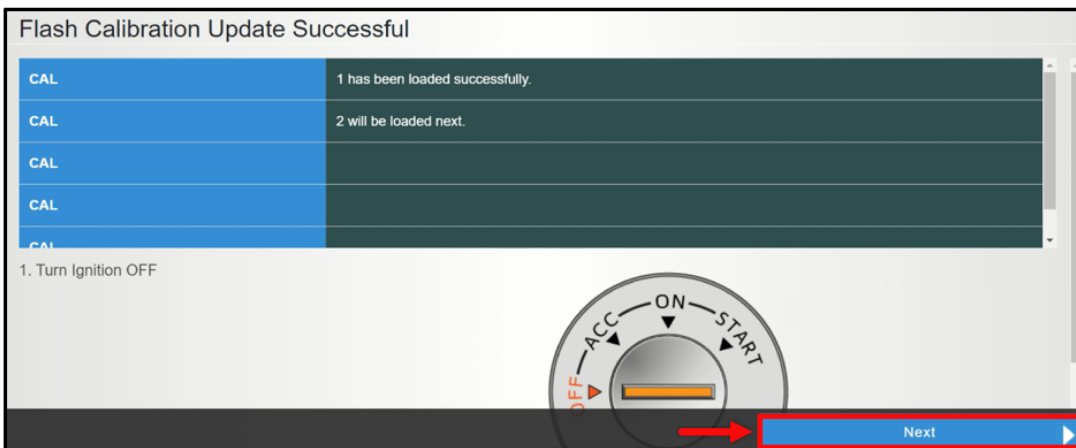 Flash Calibration Update Successful
CAL 1 has been loaded successfully.
CAL 2 will be loaded next.
CAL
CAL
CAL
1. Turn Ignition OFF
OFF ACC ON START
Next